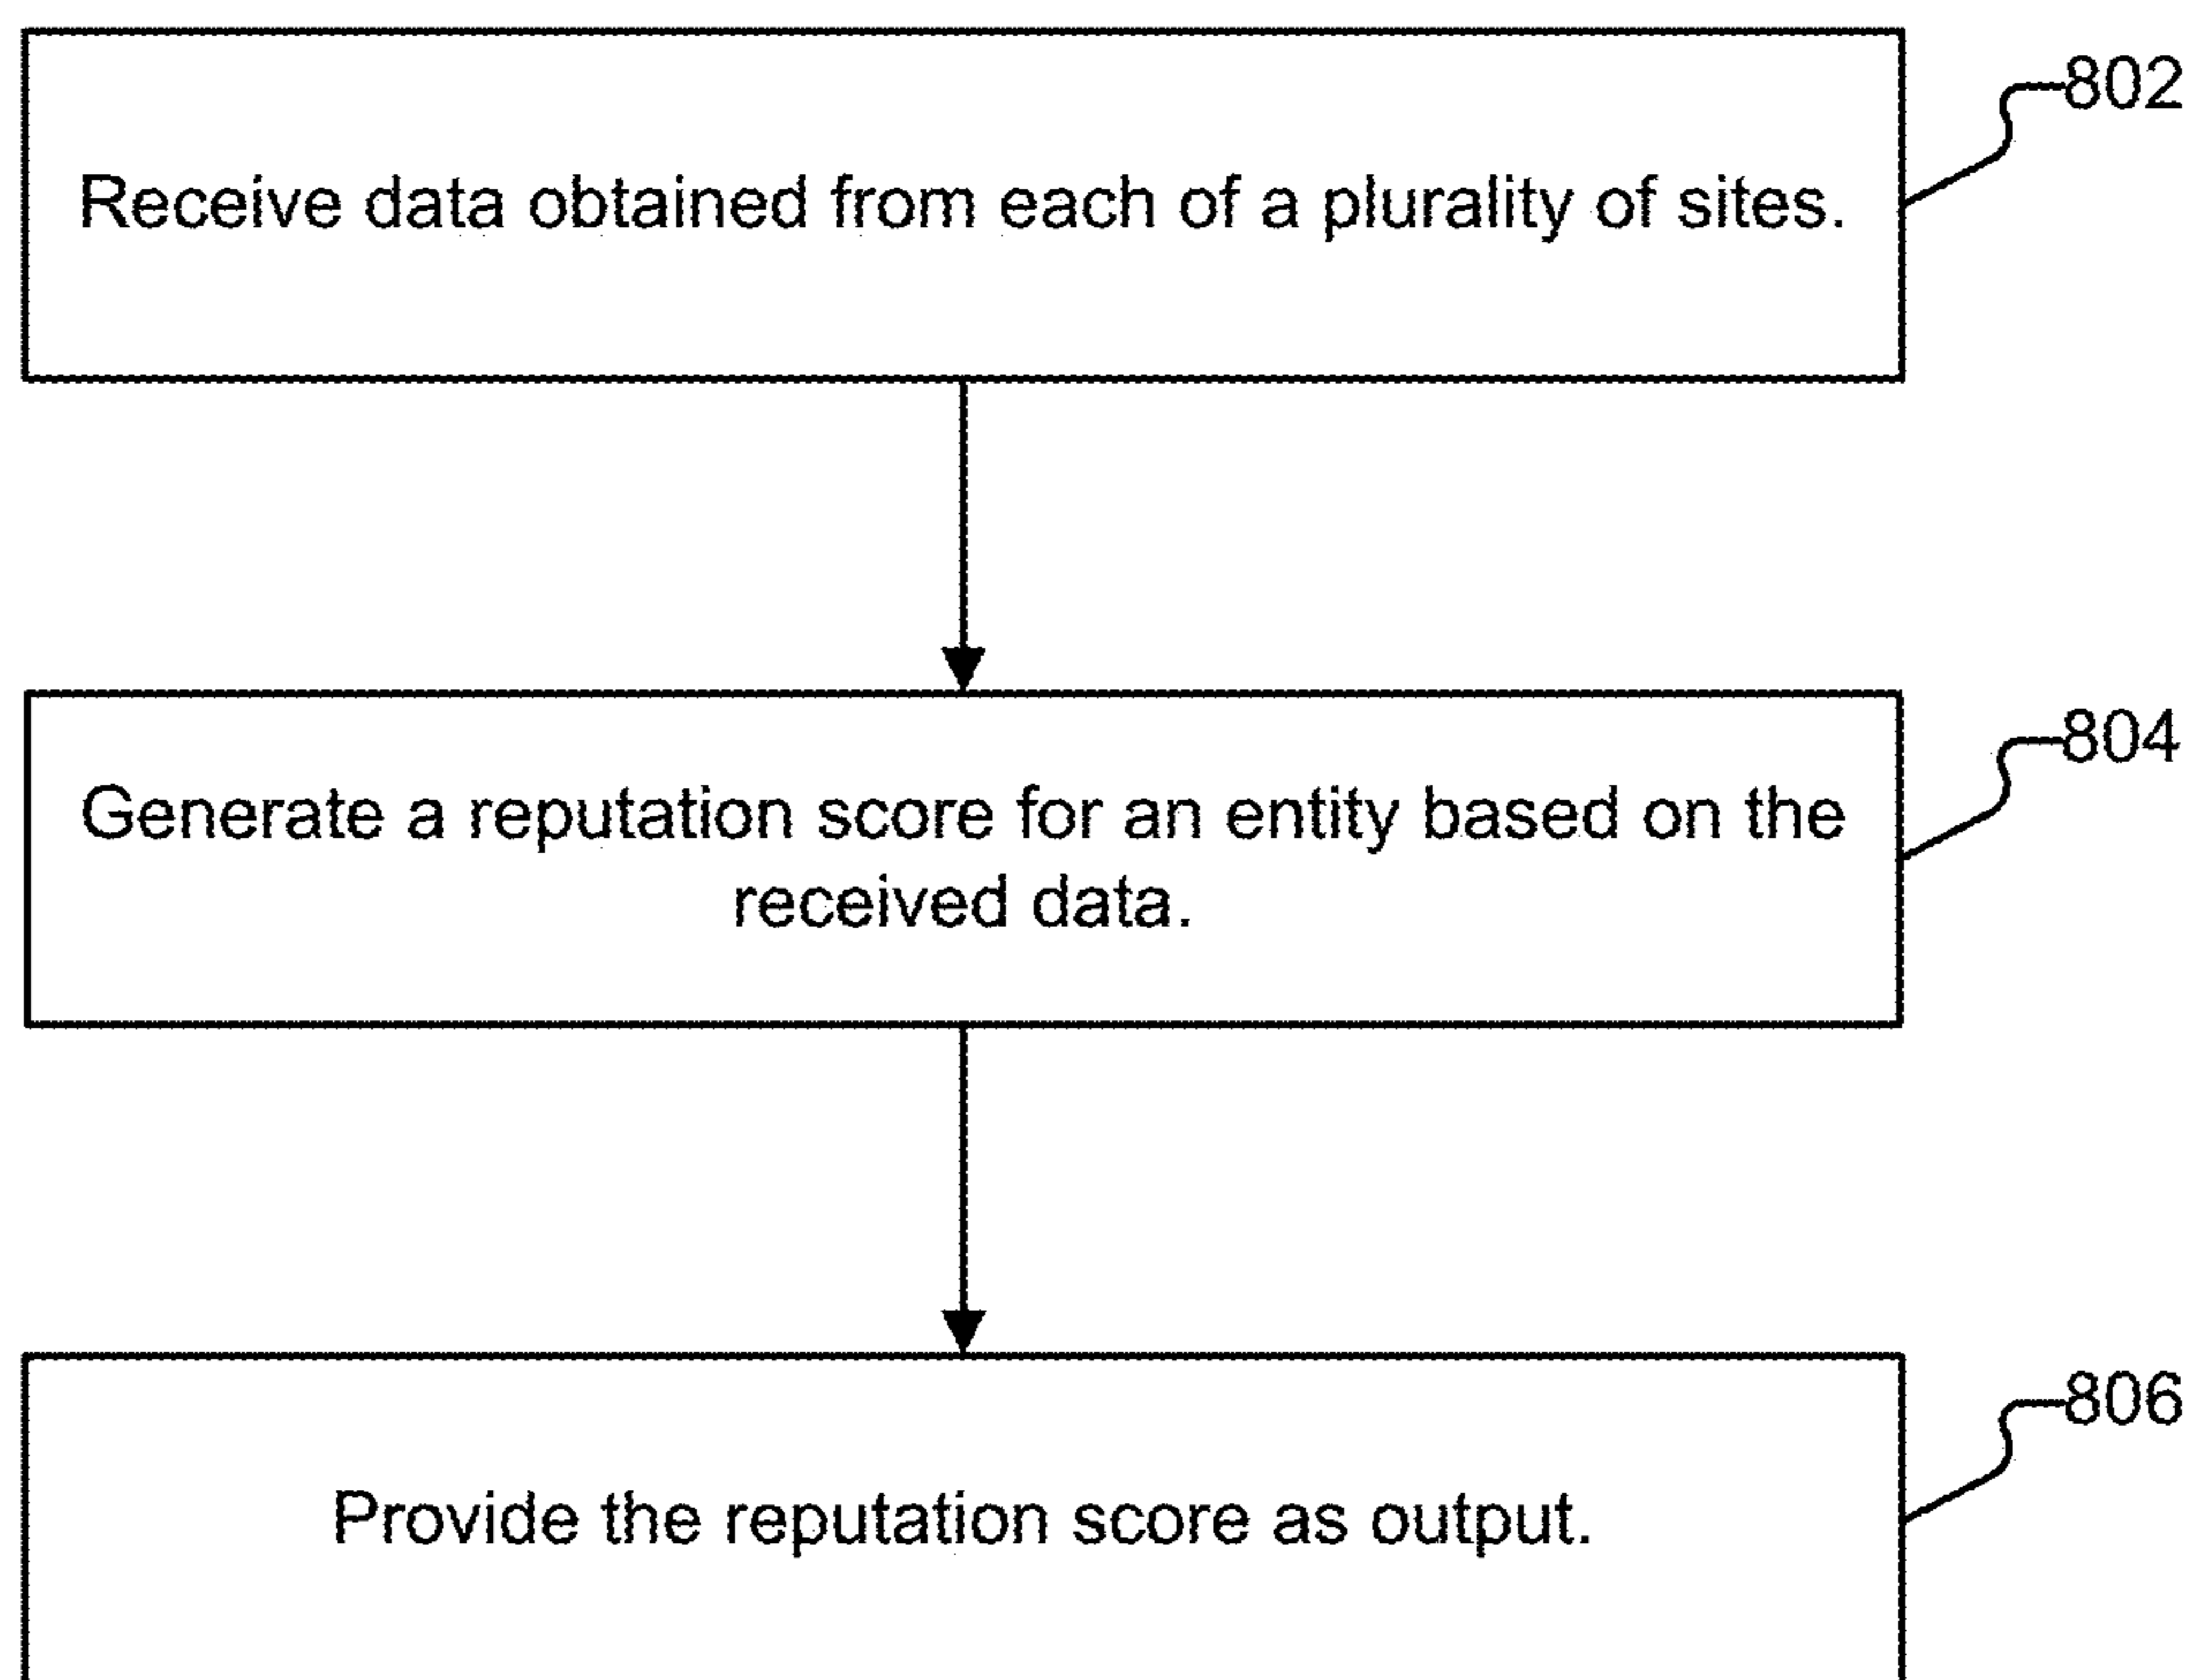 802
Receive data obtained from each of a plurality of sites.
804
Generate a reputation score for an entity based on the
received data.
806
Provide the reputation score as output.